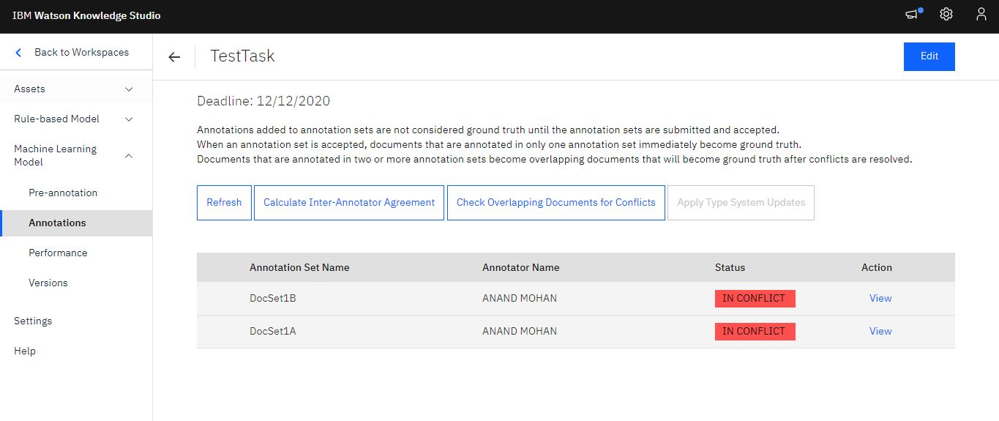 IBM Watson Knowledge Studio
Back to Workspaces
TestTask
Edit
Assets
Rule-based Model
Machine Learning
Model
Pre-annotation
Annotations
Performance
Versions
Settings
Help
Deadline: 12/12/2020
Annotations added to annotation sets are not considered ground truth until the annotation sets are submitted and accepted.
When an annotation set is accepted, documents that are annotated in only one annotation set immediately become ground truth.
Documents that are annotated in two or more annotation sets become overlapping documents that will become ground truth after conflicts are resolved.
Refresh Calculate Inter-Annotator Agreement Check Overlapping Documents for Conflicts Apply Type System Updates
Annotation Set Name Annotator Name Status Action
DocSet1B ANAND MOHAN IN CONFLICT View
DocSet1A ANAND MOHAN IN CONFLICT View